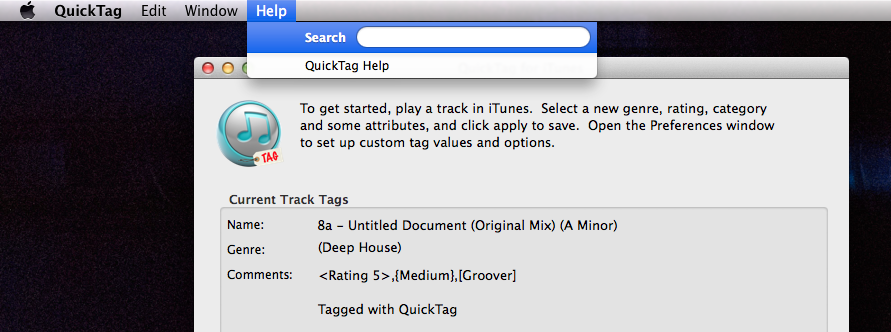 QuickTag Edit Window Help
Search
QuickTag Help
To get started, play a track in iTunes. Select a new genre, rating, category
and some attributes, and click apply to save. Open the Preferences window
to set up custom tag values and options.
TAG
Current Track Tags
Name: 8a - Untitled Document (Original Mix) (A Minor)
Genre: (Deep House)
Comments: <Rating 5>,{Medium},[Groover]
Tagged with QuickTag